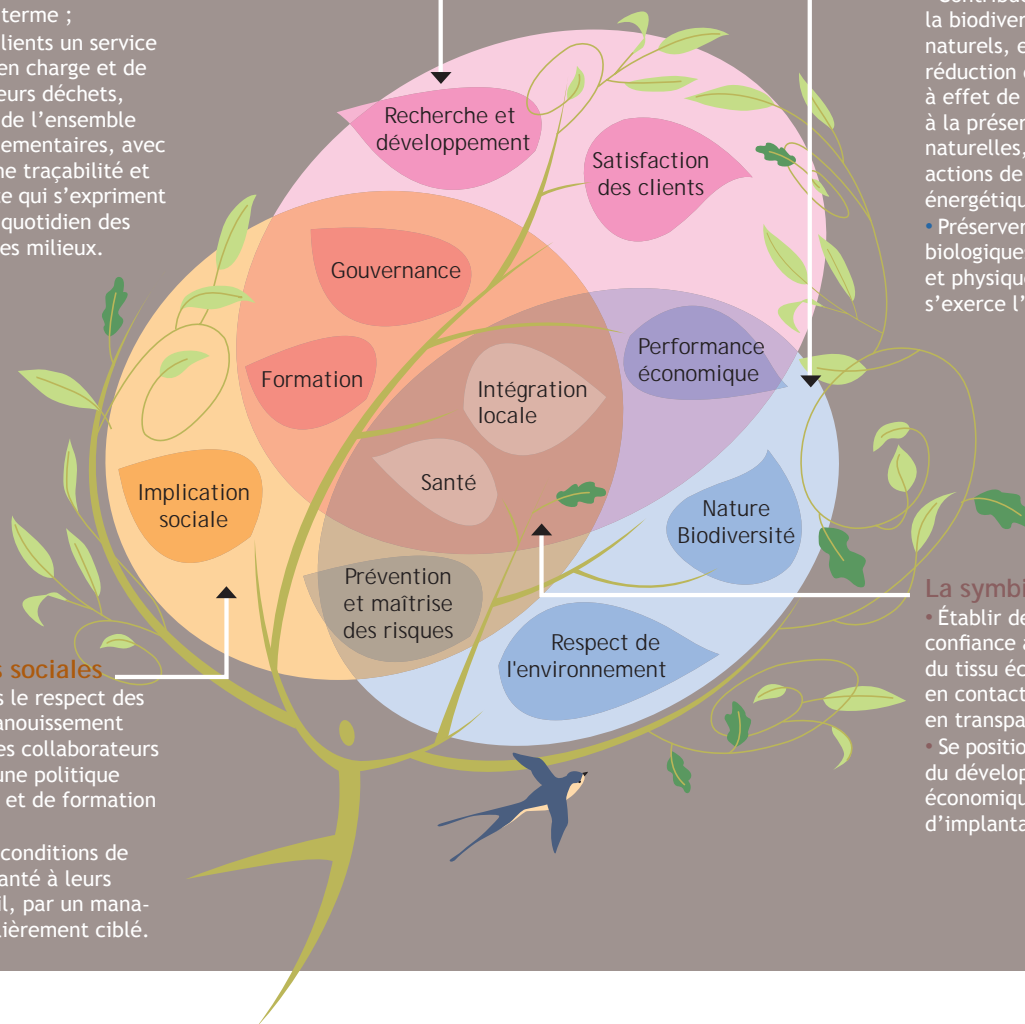 terme ;
lients un service
en charge et de
eurs déchets,
de l’ensemble
ementaires, avec
ne traçabilité et
te qui s’expriment
quotidien des
es milieux.
s sociales
s le respect des
anouissement
es collaborateurs
une politique
et de formation
conditions de
anté à leurs
il, par un mana-
lièrement ciblé.
Recherche et
développement
Satisfaction
des clients
Gouvernance
Formation
Performance
économique
Intégration
locale
Santé
Implication
sociale
Nature
Biodiversité
Prévention
et maîtrise
des risques
Respect de
l'environnement
la biodiver
naturels, e
réduction
à effet de
à la préser
naturelles,
actions de
énergétiqu
• Préserver
biologique
et physique
s’exerce l’
La symbi
• Établir de
confiance
du tissu éc
en contact
en transpa
• Se position
du dévelop
économiqu
d’implanta